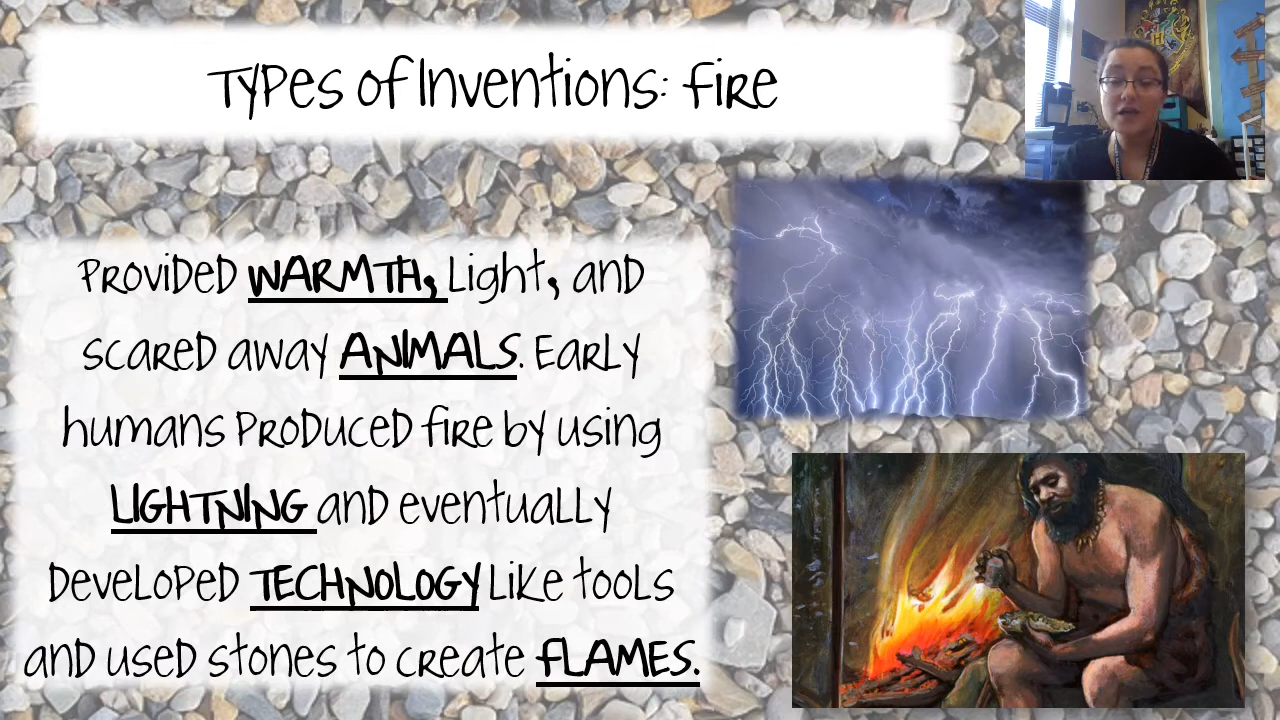 Types of Inventions: Fire
Provided WARMTH, Light, and
scared away ANIMALS. Early
humans produced fire by using
LIGHTNING and eventually
developed TECHNOLOGY like tools
and used stones to create FLAMES.